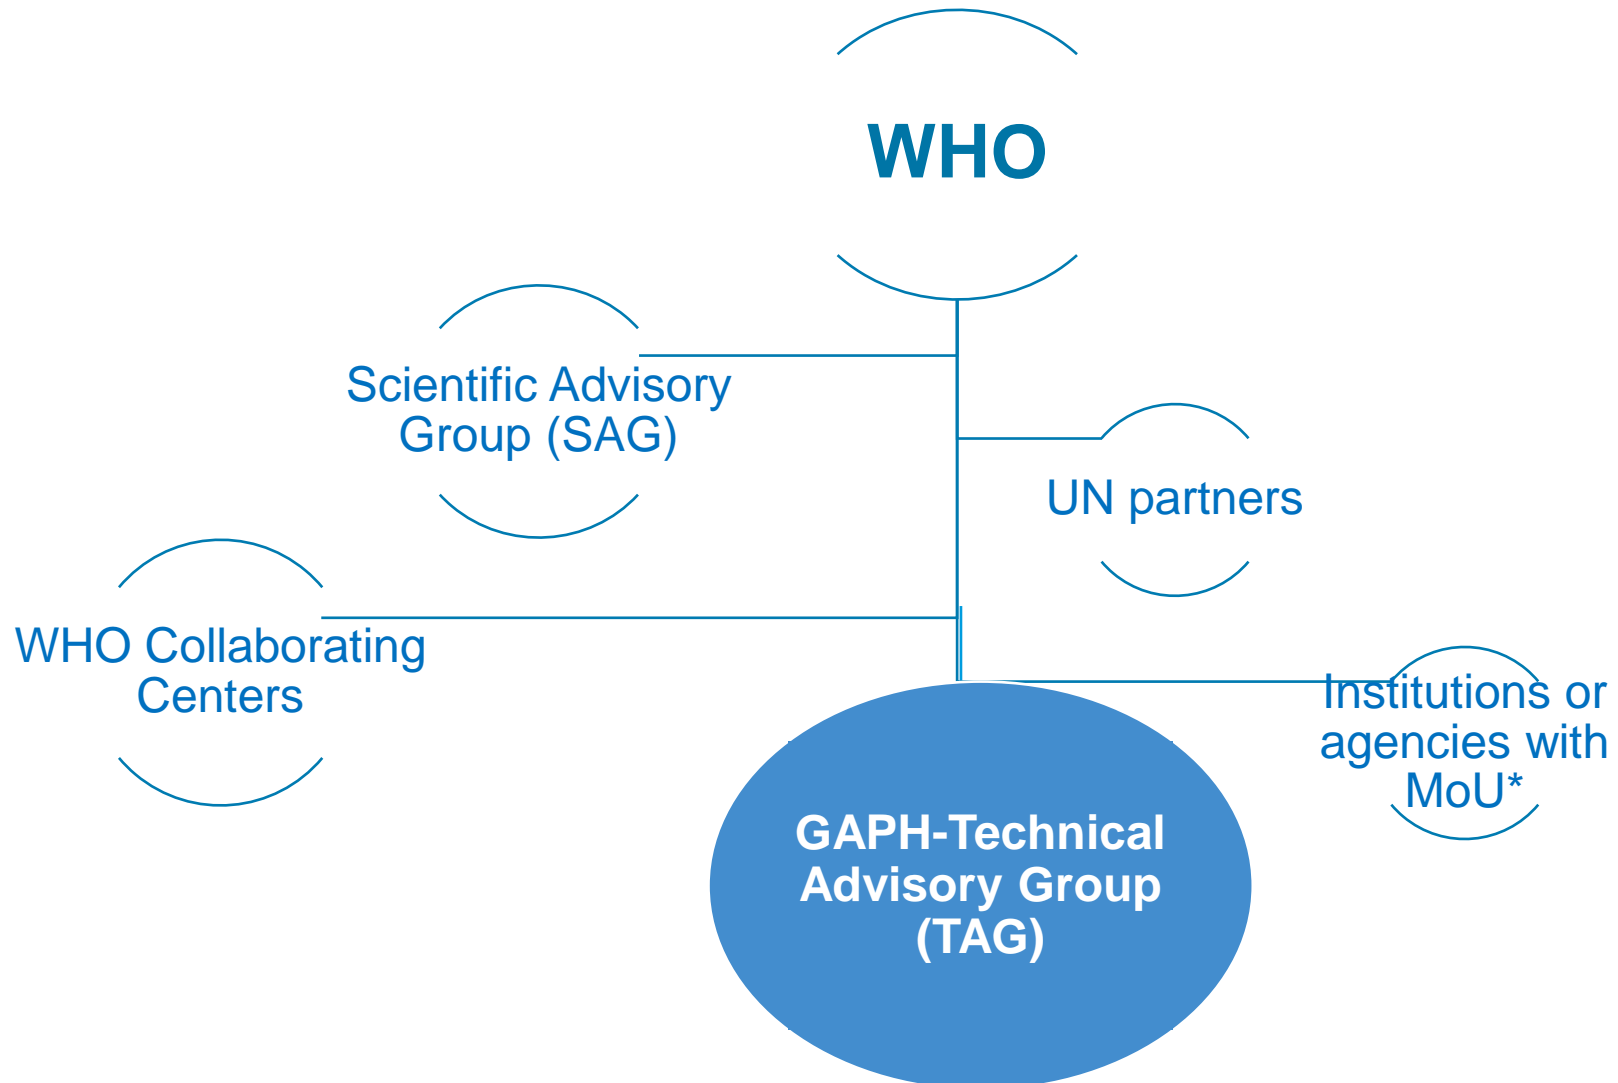 WHO
Scientific Advisory
Group (SAG)
UN partners
WHO Collaborating
Centers
Institutions or
agencies with
MoU*
GAPH-Technical
Advisory Group
(TAG)